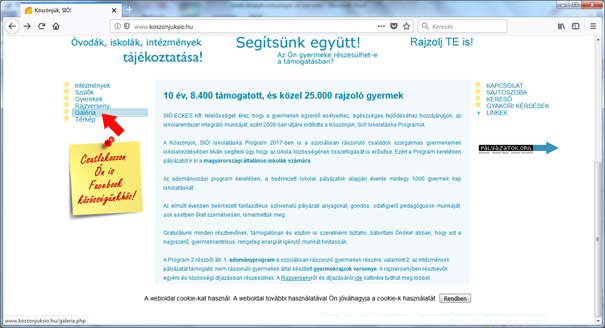 Köszönjük, SIÓ!
www.koszonjuksio.hu
Keresés
Óvodák, iskolák, intézmények
tájékoztatása!
Segítsünk együtt!
Az Ön gyermeke részesülhet-e
a támogatásban?
Rajzolj TE is!
Intézmények
Szülők
Gyerekek
Rajzverseny
Galéria
Térkép
Csatlakozzon
Ön is
Facebook
közösségünkhöz!
10 év, 8.400 támogatott, és közel 25.000 rajzoló gyermek
SIÓ-ECKES Kft. felelősséget érez, hogy a gyermekek egyenlő esélyeihez, egészséges fejlődéséhez hozzájáruljon, az
iskolarendszer integráló munkáját, ezért 2008-ban útjára indította a Köszönjük, SIÓ! Iskolatáska Programot.
A Köszönjük, SIÓ! Iskolatáska Program 2017-ben is a szociálisan rászoruló családok szorgalmas gyermekeinek
iskolakezdésében kíván segíteni úgy, hogy az iskola közösségeinek összefogását is erősítse. Ezért a Program keretében
pályázatot ír ki a magyarországi általános iskolák számára.
Az adományozási program keretében, a beérkezett iskolai pályázatok alapján évente mintegy 1000 gyermek kap
iskolatáskát.
Az elmúlt években beérkezett fantasztikus színvonalú pályázati anyagokat, gondos, odafigyelő pedagógusok munkáját,
sok esetben őket személyesen, ismerhettük meg.
Gratulálunk minden résztvevőnek, támogatónak és ezúton is szeretnénk bíztatni, bátorítani Önöket abban, hogy ezt a
nagyszerű, gyermekcentrikus, rengeteg energiát igénylő munkát folytassák.
A Program 2 részből áll: 1. adományprogram a szociálisan rászoruló gyermekek részére, valamint 2. az intézmények
pályázatát támogató, nem rászoruló gyermekek által készített gyermekrajzok versenye. A rajzversenyben résztvevők
egyéni és közösségi díjazásban részesülnek. A Rajzversenyről és díjazásáról ide kattintva tudhat meg többet.
KAPCSOLAT
SAJTÓSZOBA
KERESŐ
GYAKORI KÉRDÉSEK
LINKEK
PÁLYÁZATOK.ORG
A weboldal cookie-kat használ. A weboldal további használatával Ön jóváhagyja a cookie-k használatát. Rendben
www.koszonjuksio.hu/galeria.php